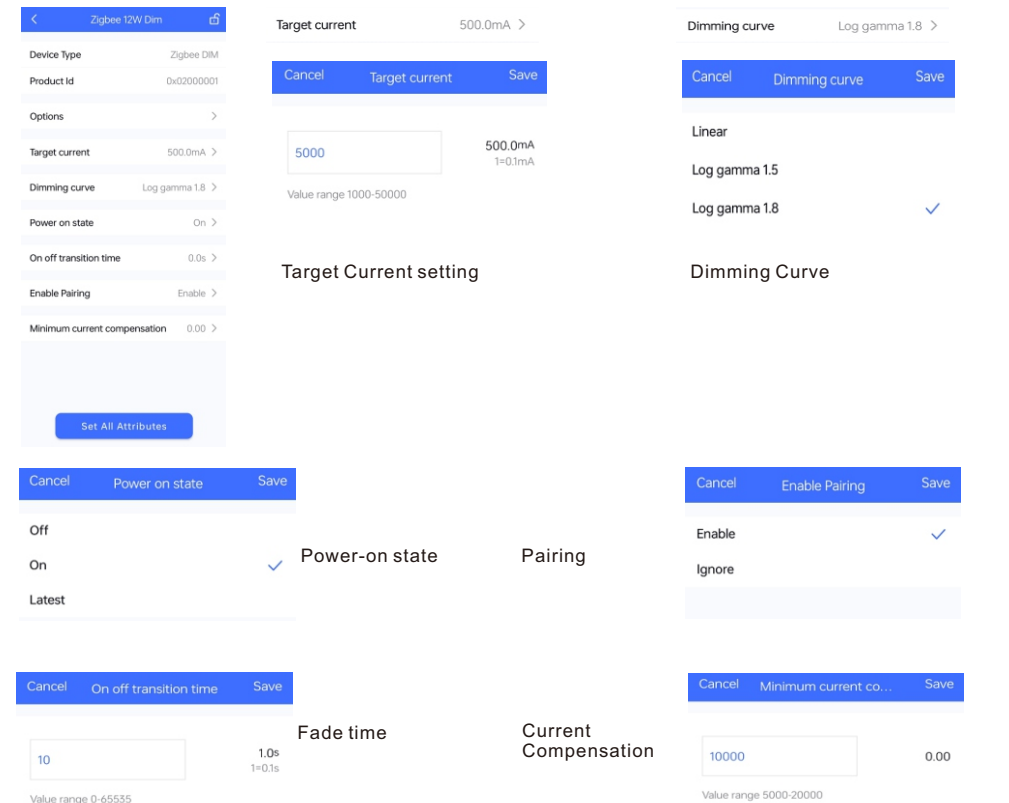 Zigbee 12W Dim
Device Type Zigbee DIM
Product Id 0x02000001
Options
Target current 500.0mA
Dimming curve Log gamma 1.8
Power on state On
On off transition time 0.0s
Enable Pairing Enable
Minimum current compensation 0.00
Set All Attributes
Target current 500.0mA
Cancel Target current Save
5000 500.0mA
1=0.1mA
Value range 1000-50000
Target Current setting
Dimming curve Log gamma 1.8
Cancel Dimming curve Save
Linear
Log gamma 1.5
Log gamma 1.8
Dimming Curve
Cancel Power on state Save
Off
On
Latest
Power-on state
Pairing
Cancel Enable Pairing Save
Enable
Ignore
Cancel On off transition time Save
10 1.0s
1=0.1s
Value range 0-65535
Fade time
Current
Compensation
Cancel Minimum current co... Save
10000 0.00
Value range 5000-20000